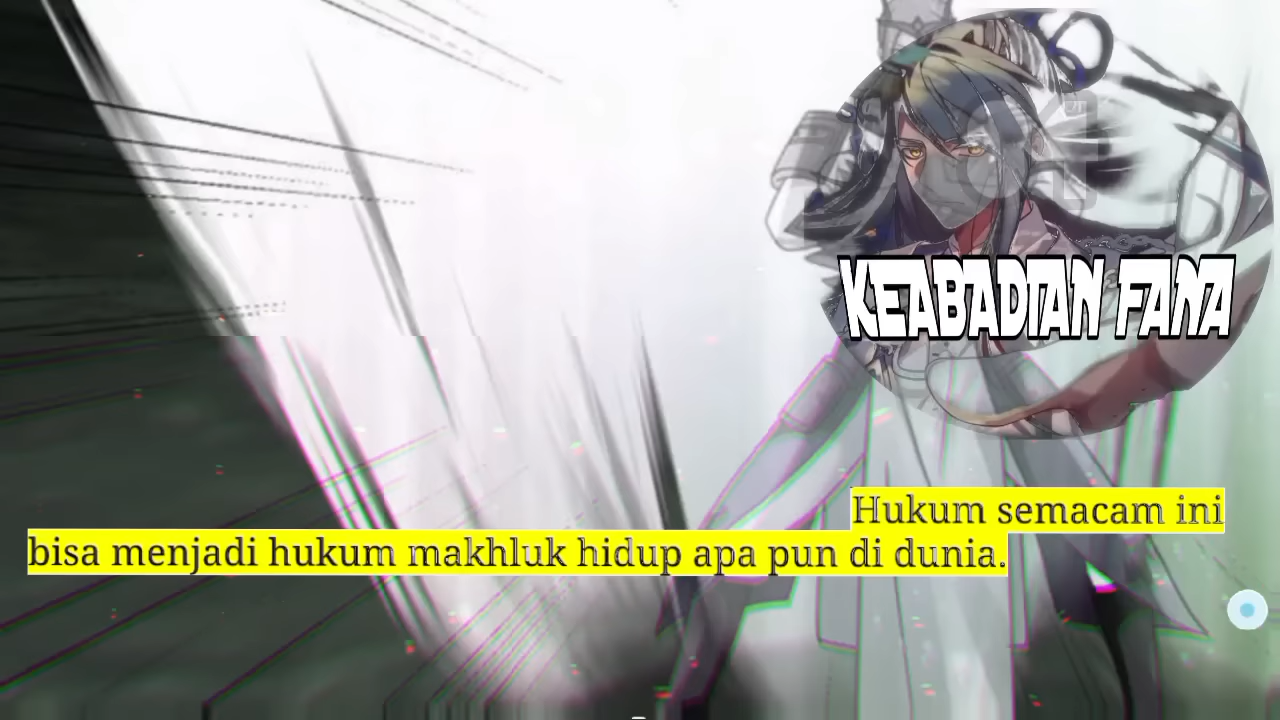 KEABADIAN FANA
Hukum semacam ini
bisa menjadi hukum makhluk hidup apa pun di dunia.